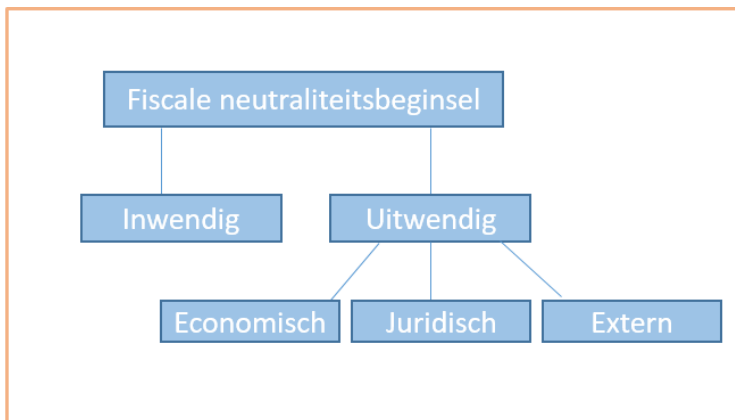 Fiscale neutraliteitsbeginsel
Inwendig
Uitwendig
Economisch
Juridisch
Extern